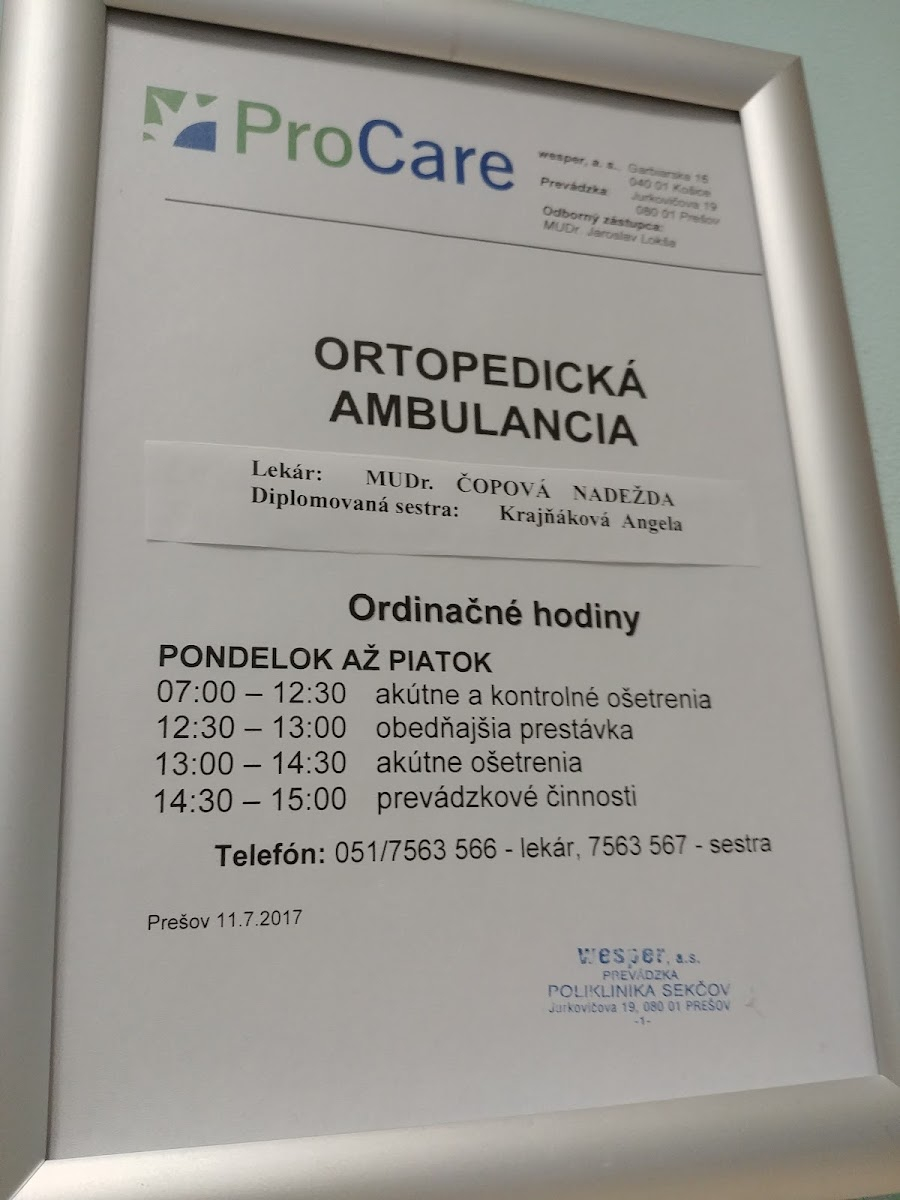 ProCare
wesper, a. s., Garbiarska 15
040 01 Košice
Prevádzka Jurkovičova 19
080 01 Prešov
Odborný zástupca:
MUDr. Jaroslav Lokša
ORTOPEDICKÁ
AMBULANCIA
Lekár: MUDr. ČOPOVÁ NADEŽDA
Diplomovaná sestra: Krajňáková Angela
Ordinačné hodiny
PONDELOK AŽ PIATOK
07:00 – 12:30 akútne a kontrolné ošetrenia
12:30 – 13:00 obedňajšia prestávka
13:00 – 14:30 akútne ošetrenia
14:30 – 15:00 prevádzkové činnosti
Telefón: 051/7563 566 - lekár, 7563 567 - sestra
Prešov 11.7.2017
wesper, a.s.
PREVÁDZKA
POLIKLINIKA SEKČOV
Jurkovičova 19, 080 01 PREŠOV
-1-